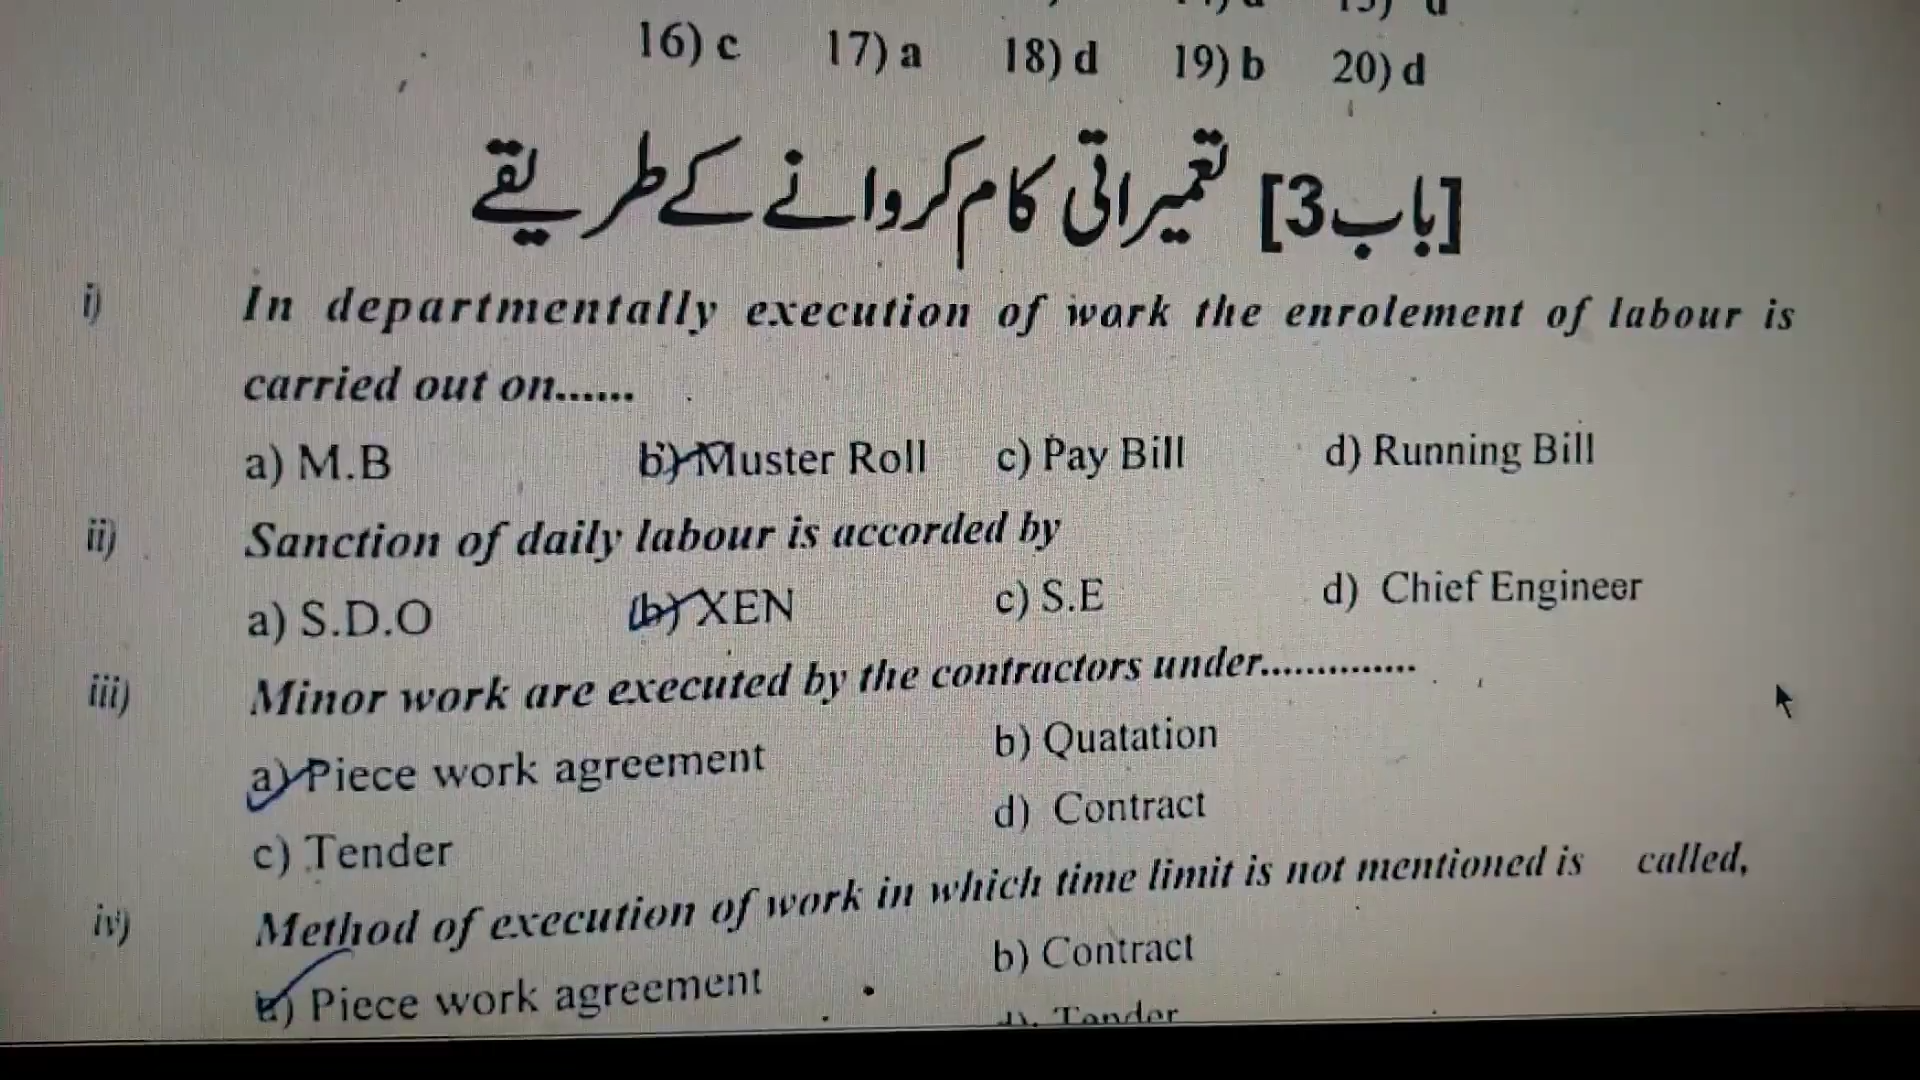 16) c 17) a 18) d 19) b 20) d
[باب 3] تعمیراتی کام کروانے کے طریقے
i) In departmentally execution of work the enrolement of labour is
carried out on......
a) M.B b) Muster Roll c) Pay Bill d) Running Bill
ii) Sanction of daily labour is accorded by
a) S.D.O (b) XEN c) S.E d) Chief Engineer
iii) Minor work are executed by the contractors under..............
a) Piece work agreement b) Quatation
c) Tender d) Contract
iv) Method of execution of work in which time limit is not mentioned is called,
a) Piece work agreement b) Contract
d). Tender